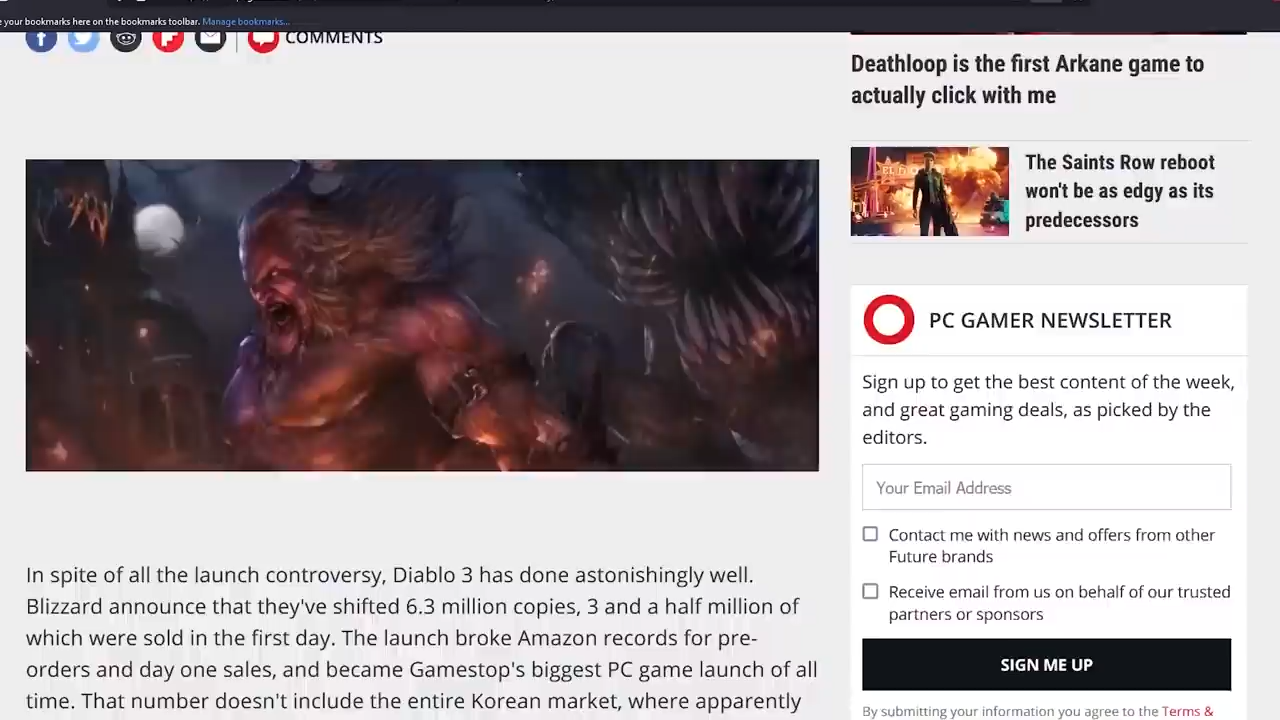 your bookmarks here on the bookmarks toolbar. Manage bookmarks...
COMMENTS
In spite of all the launch controversy, Diablo 3 has done astonishingly well.
Blizzard announce that they've shifted 6.3 million copies, 3 and a half million of
which were sold in the first day. The launch broke Amazon records for pre-
orders and day one sales, and became Gamestop's biggest PC game launch of all
time. That number doesn't include the entire Korean market, where apparently
Deathloop is the first Arkane game to
actually click with me
The Saints Row reboot
won't be as edgy as its
predecessors
PC GAMER NEWSLETTER
Sign up to get the best content of the week,
and great gaming deals, as picked by the
editors.
Your Email Address
Contact me with news and offers from other
Future brands
Receive email from us on behalf of our trusted
partners or sponsors
SIGN ME UP
By submitting your information you agree to the Terms &